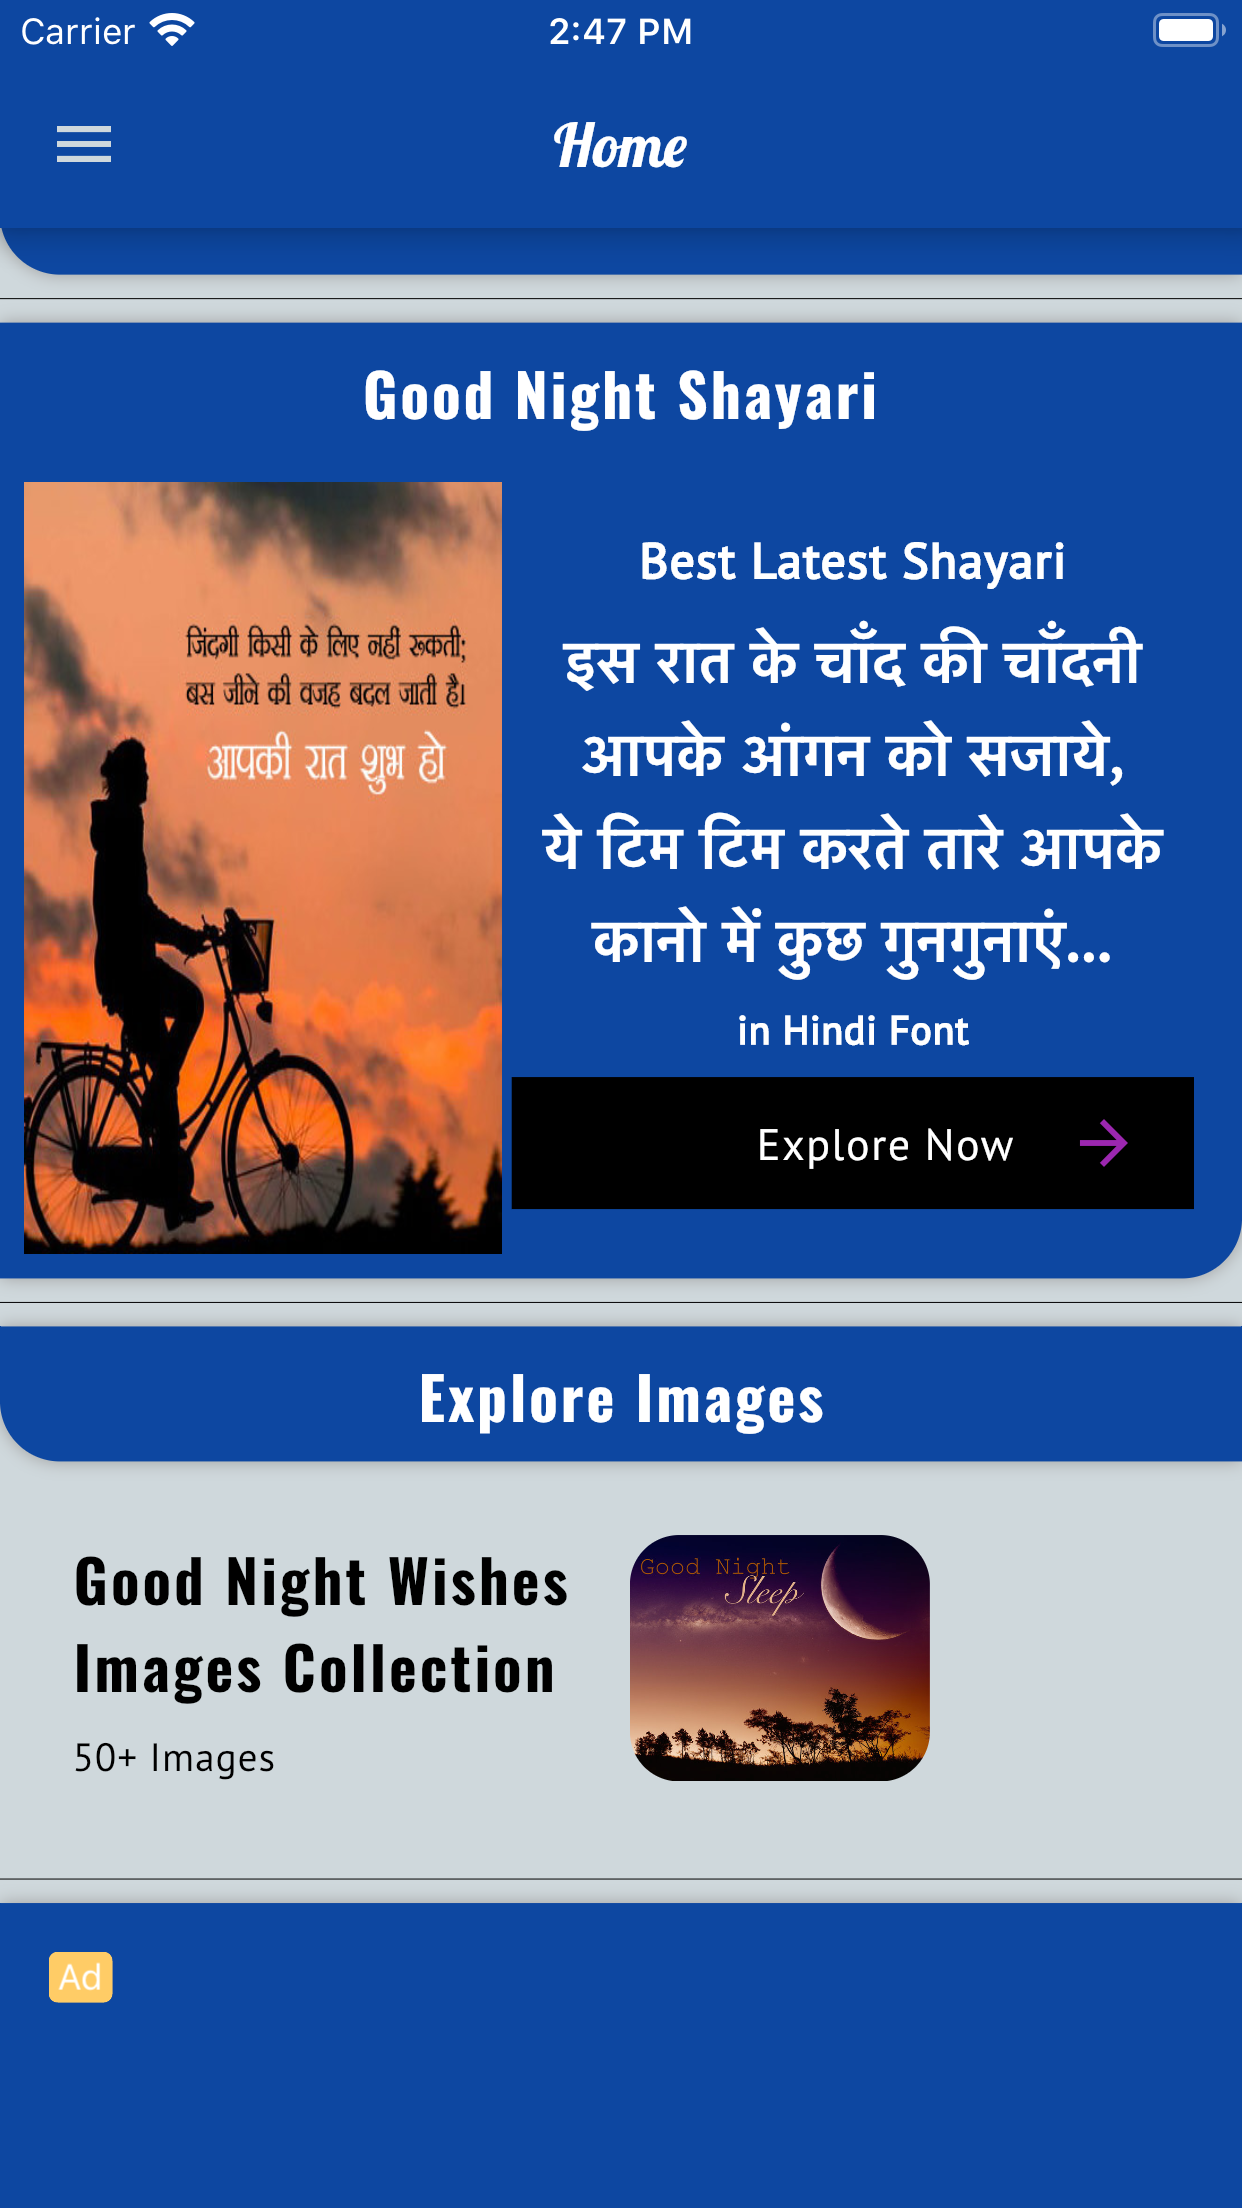 Carrier
2:47 PM
Home
Good Night Shayari
जिंदगी किसी के लिए नहीं रूकती;
बस जीने की वजह बदल जाती है।
आपकी रात शुभ हो
Best Latest Shayari
इस रात के चाँद की चाँदनी
आपके आंगन को सजाये,
ये टिम टिम करते तारे आपके
कानो में कुछ गुनगुनाएं...
in Hindi Font
Explore Now
Explore Images
Good Night Wishes
Images Collection
50+ Images
Good Night
Sleep
Ad